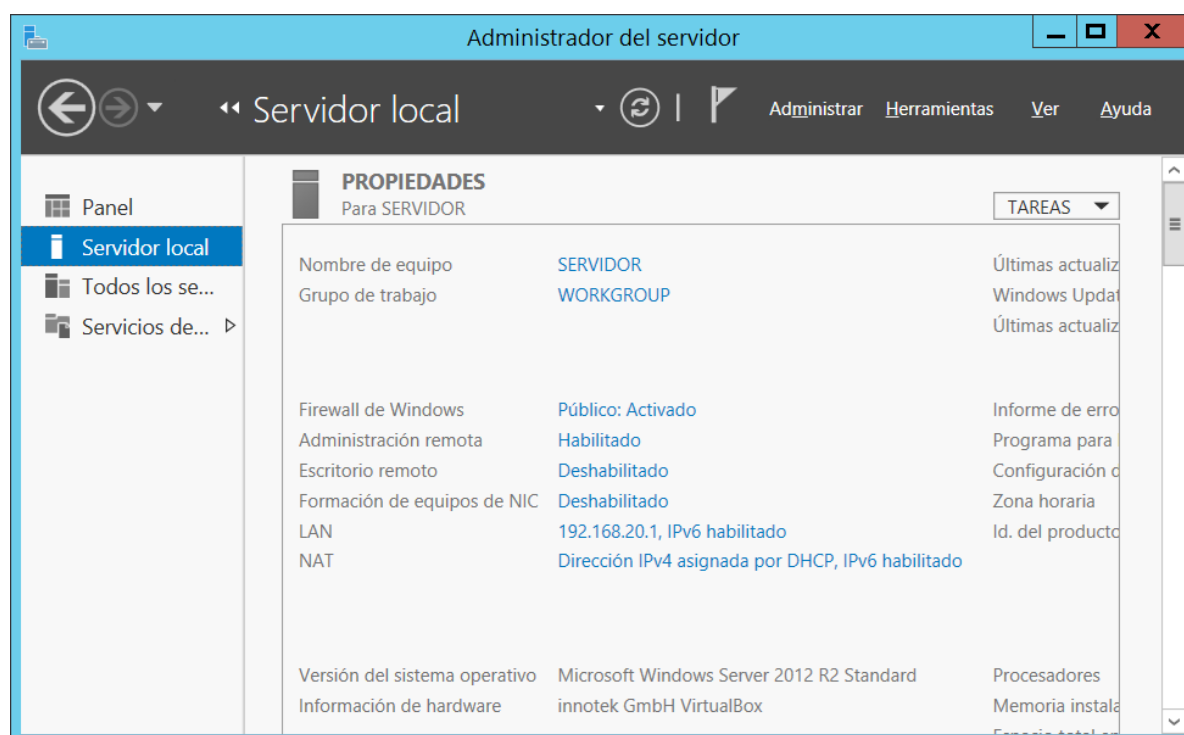 Administrador del servidor
Servidor local
Administrar Herramientas Ver Ayuda
Panel
Servidor local
Todos los se...
Servicios de...
PROPIEDADES
Para SERVIDOR
TAREAS
Nombre de equipo SERVIDOR Últimas actualiz
Grupo de trabajo WORKGROUP Windows Updat
Últimas actualiz
Firewall de Windows Público: Activado Informe de erro
Administración remota Habilitado Programa para
Escritorio remoto Deshabilitado Configuración d
Formación de equipos de NIC Deshabilitado Zona horaria
LAN 192.168.20.1, IPv6 habilitado Id. del producto
NAT Dirección IPv4 asignada por DHCP, IPv6 habilitado
Versión del sistema operativo Microsoft Windows Server 2012 R2 Standard Procesadores
Información de hardware innotek GmbH VirtualBox Memoria instala